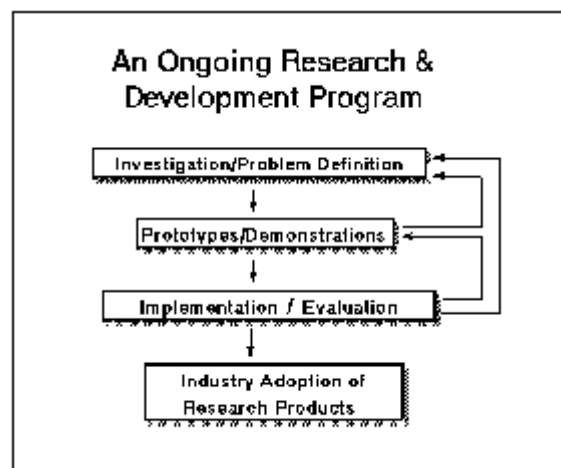 An Ongoing Research &
Development Program
Investigation/Problem Definition
Prototypes/Demonstrations
Implementation / Evaluation
Industry Adoption of
Research Products